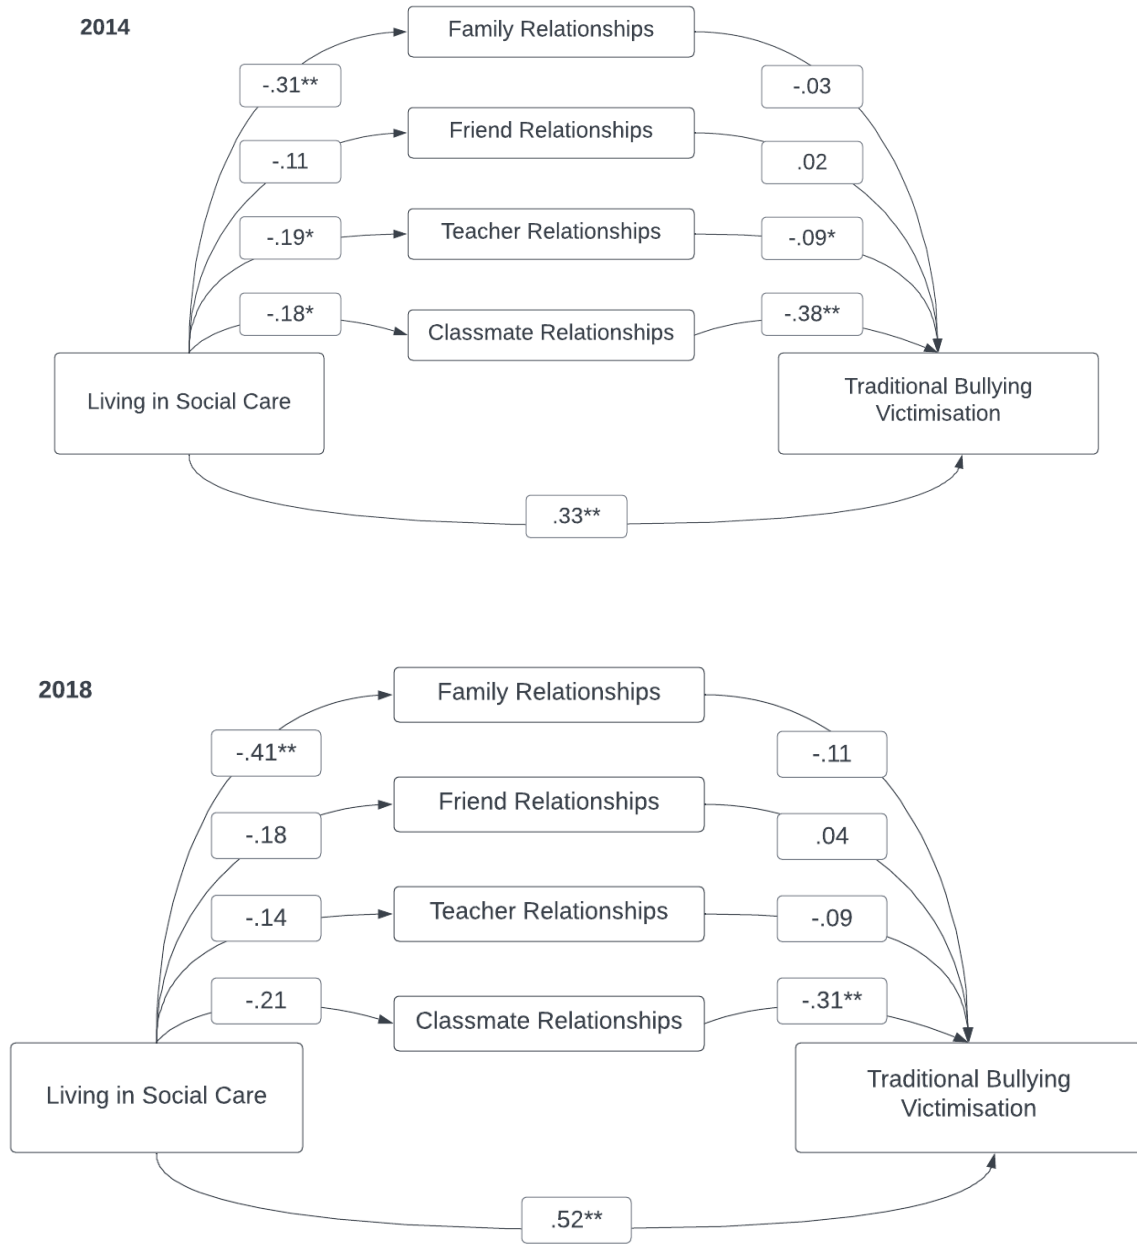 2014
Family Relationships
-.31**
-.03
Friend Relationships
-.11
.02
Teacher Relationships
-.19*
-.09*
Classmate Relationships
-.18*
-.38**
Living in Social Care
Traditional Bullying
Victimisation
.33**
2018
Family Relationships
-.41**
-.11
Friend Relationships
-.18
.04
Teacher Relationships
-.14
-.09
Classmate Relationships
-.21
-.31**
Living in Social Care
Traditional Bullying
Victimisation
.52**